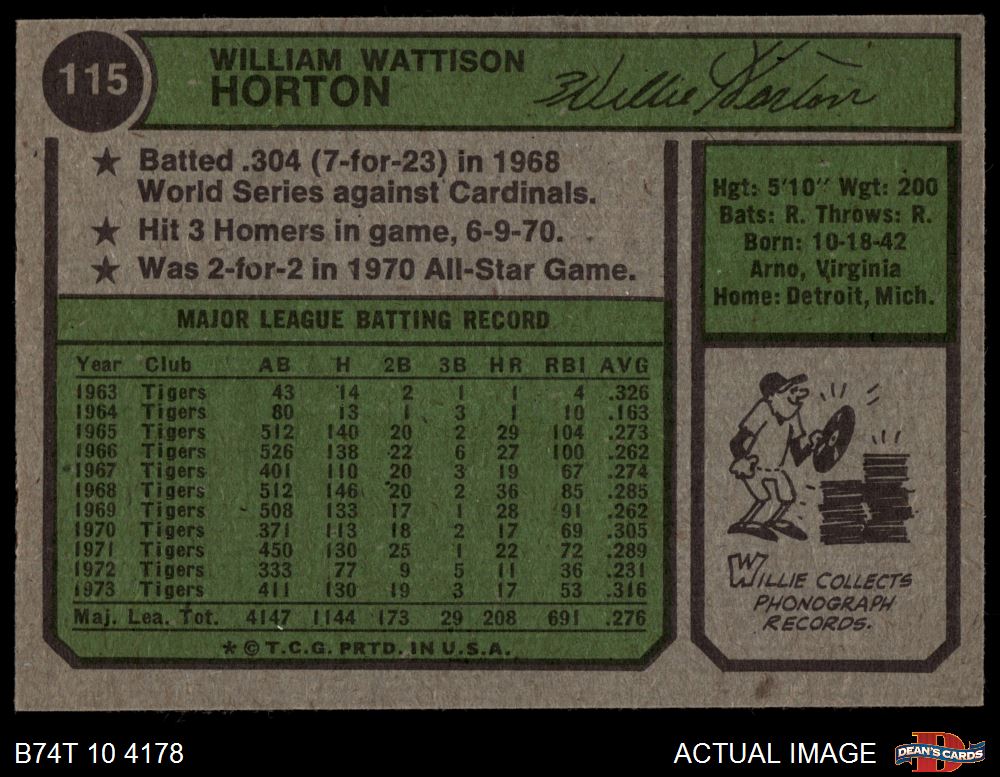 115
WILLIAM WATTISON
HORTON
Willie Horton
★ Batted .304 (7-for-23) in 1968
World Series against Cardinals.
★ Hit 3 Homers in game, 6-9-70.
★ Was 2-for-2 in 1970 All-Star Game.
Hgt: 5'10" Wgt: 200
Bats: R. Throws: R.
Born: 10-18-42
Arno, Virginia
Home: Detroit, Mich.
MAJOR LEAGUE BATTING RECORD
Year Club AB H 2B 3B HR RBI AVG
1963 Tigers 43 14 2 1 1 4 .326
1964 Tigers 80 13 1 3 1 10 .163
1965 Tigers 512 140 20 2 29 104 .273
1966 Tigers 526 138 22 6 27 100 .262
1967 Tigers 401 110 20 3 19 67 .274
1968 Tigers 512 146 20 2 36 85 .285
1969 Tigers 508 133 17 1 28 91 .262
1970 Tigers 371 113 18 2 17 69 .305
1971 Tigers 450 130 25 1 22 72 .289
1972 Tigers 333 77 9 5 11 36 .231
1973 Tigers 411 130 19 3 17 53 .316
Maj. Lea. Tot. 4147 1144 173 29 208 691 .276
* © T.C.G. PRTD. IN U.S.A.
WILLIE COLLECTS
PHONOGRAPH
RECORDS.
B74T 10 4178
ACTUAL IMAGE
DEAN'S CARDS